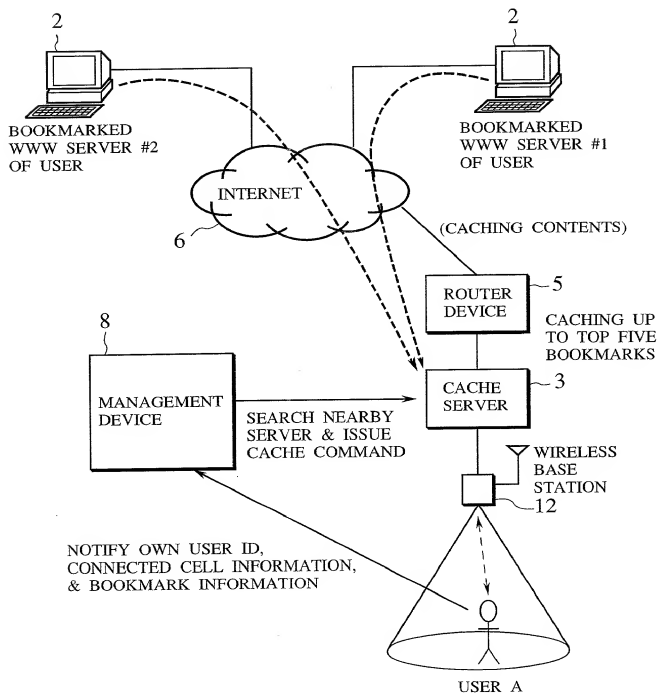 2
2
BOOKMARKED
WWW SERVER #2
OF USER
BOOKMARKED
WWW SERVER #1
OF USER
INTERNET
6
(CACHING CONTENTS)
ROUTER
DEVICE
5
CACHING UP
TO TOP FIVE
BOOKMARKS
8
MANAGEMENT
DEVICE
CACHE
SERVER
3
SEARCH NEARBY
SERVER & ISSUE
CACHE COMMAND
WIRELESS
BASE
STATION
12
NOTIFY OWN USER ID,
CONNECTED CELL INFORMATION,
& BOOKMARK INFORMATION
USER A